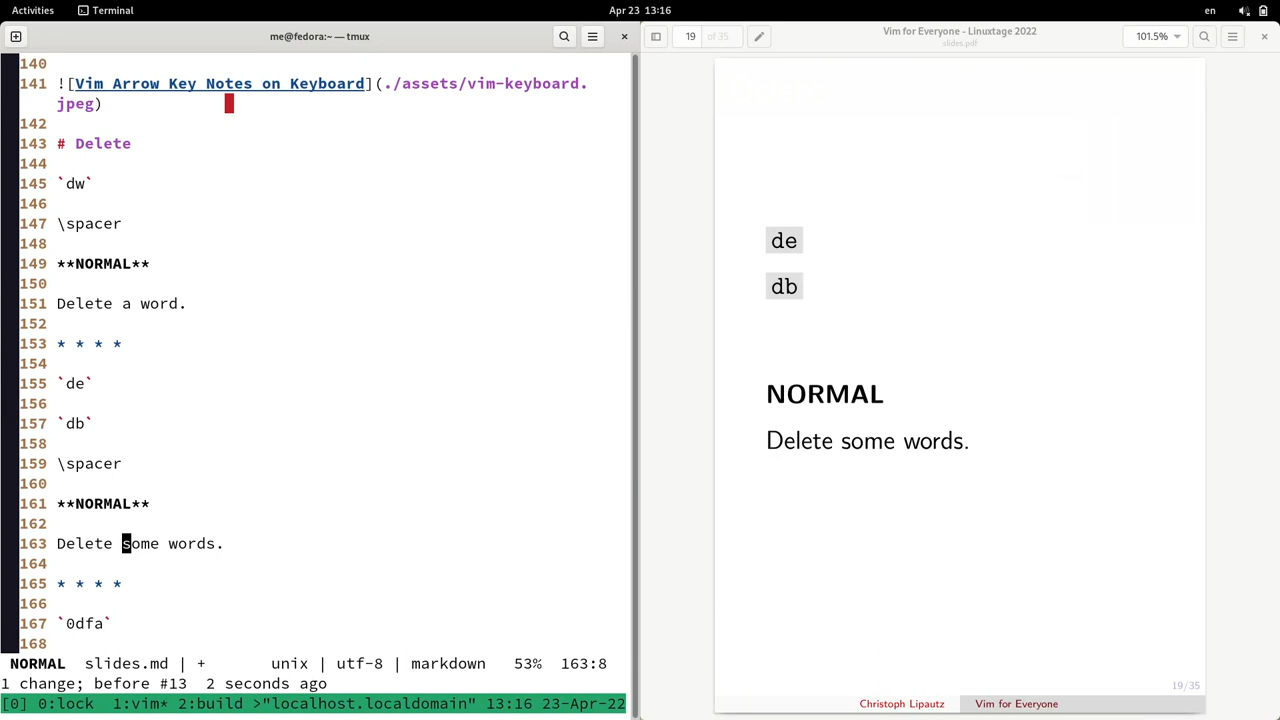 Activities Terminal Apr 23 13:16 en
me@fedora:~ — tmux
140
141 ![Vim Arrow Key Notes on Keyboard](./assets/vim-keyboard.
jpeg)
142
143 # Delete
144
145 `dw`
146
147 \spacer
148
149 **NORMAL**
150
151 Delete a word.
152
153 * * * *
154
155 `de`
156
157 `db`
158
159 \spacer
160
161 **NORMAL**
162
163 Delete some words.
164
165 * * * *
166
167 `0dfa`
168
NORMAL slides.md | + unix | utf-8 | markdown 53% 163:8
1 change; before #13 2 seconds ago
[0] 0:lock 1:vim* 2:build >"localhost.localdomain" 13:16 23-Apr-22
19 of 35
Vim for Everyone - Linuxtage 2022
slides.pdf
101.5%
de
db
NORMAL
Delete some words.
19/35
Christoph Lipautz Vim for Everyone